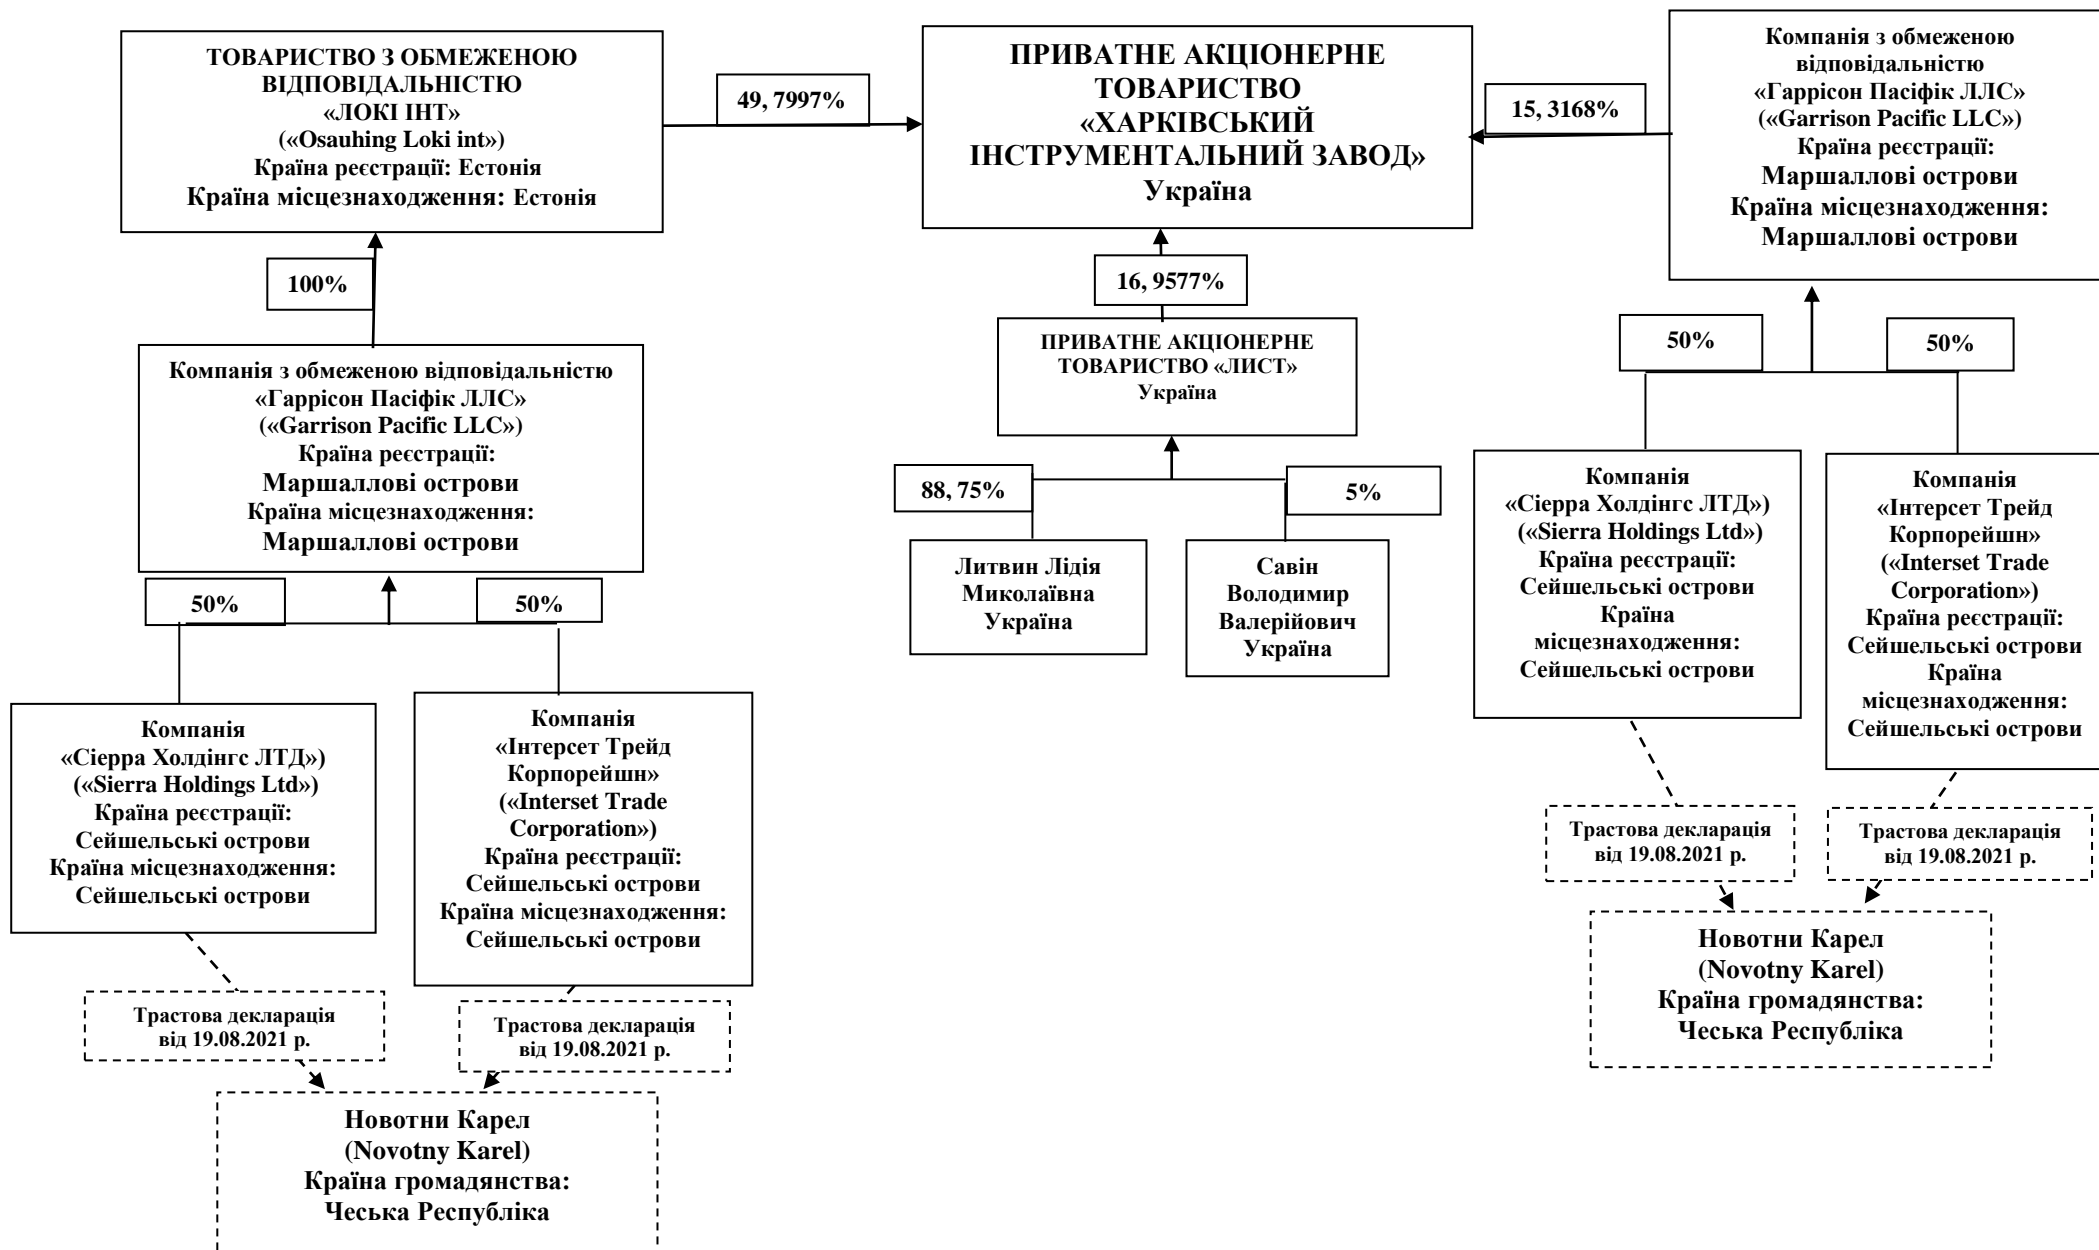 ТОВАРИСТВО З ОБМЕЖЕНОЮ
ВІДПОВІДАЛЬНІСТЮ
«ЛОКІ ІНТ»
(«Osauhing Loki int»)
Країна реєстрації: Естонія
Країна місцезнаходження: Естонія
49, 7997%
ПРИВАТНЕ АКЦІОНЕРНЕ
ТОВАРИСТВО
«ХАРКІВСЬКИЙ
ІНСТРУМЕНТАЛЬНИЙ ЗАВОД»
Україна
15, 3168%
Компанія з обмеженою
відповідальністю
«Гаррісон Пасіфік ЛЛС»
(«Garrison Pacific LLC»)
Країна реєстрації:
Маршаллові острови
Країна місцезнаходження:
Маршаллові острови
100%
16, 9577%
50%
50%
Компанія з обмеженою відповідальністю
«Гаррісон Пасіфік ЛЛС»
(«Garrison Pacific LLC»)
Країна реєстрації:
Маршаллові острови
Країна місцезнаходження:
Маршаллові острови
ПРИВАТНЕ АКЦІОНЕРНЕ
ТОВАРИСТВО «ЛИСТ»
Україна
88, 75%
5%
Литвин Лідія
Миколаївна
Україна
Савін
Володимир
Валерійович
Україна
Компанія
«Сіерра Холдінгс ЛТД»)
(«Sierra Holdings Ltd»)
Країна реєстрації:
Сейшельські острови
Країна
місцезнаходження:
Сейшельські острови
Компанія
«Інтерсет Трейд
Корпорейшн»
(«Interset Trade
Corporation»)
Країна реєстрації:
Сейшельські острови
Країна
місцезнаходження:
Сейшельські острови
50%
50%
Компанія
«Сіерра Холдінгс ЛТД»)
(«Sierra Holdings Ltd»)
Країна реєстрації:
Сейшельські острови
Країна місцезнаходження:
Сейшельські острови
Компанія
«Інтерсет Трейд
Корпорейшн»
(«Interset Trade
Corporation»)
Країна реєстрації:
Сейшельські острови
Країна місцезнаходження:
Сейшельські острови
Трастова декларація
від 19.08.2021 р.
Трастова декларація
від 19.08.2021 р.
Новотни Карел
(Novotny Karel)
Країна громадянства:
Чеська Республіка
Трастова декларація
від 19.08.2021 р.
Трастова декларація
від 19.08.2021 р.
Новотни Карел
(Novotny Karel)
Країна громадянства:
Чеська Республіка